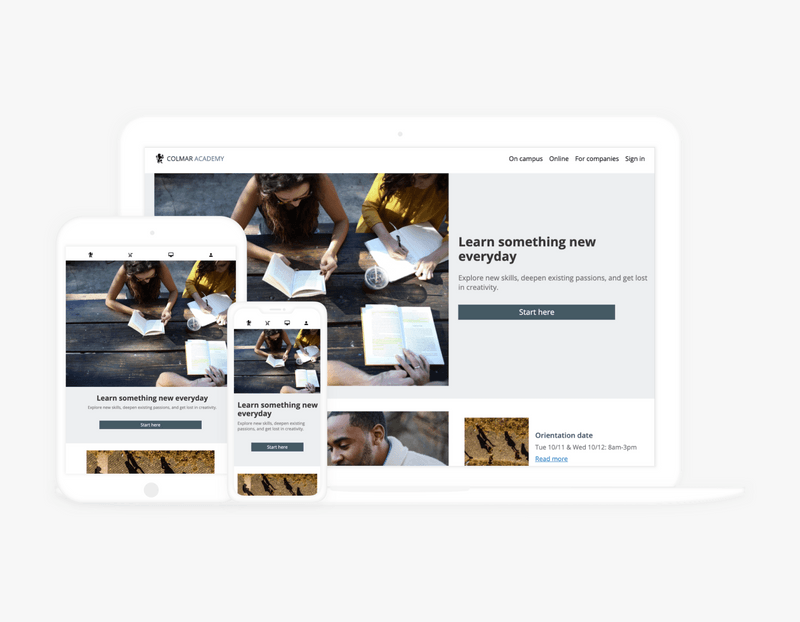 COLMAR ACADEMY
On campus Online For companies Sign in
Learn something new
everyday
Explore new skills, deepen existing passions, and get lost
in creativity.
Start here
Orientation date
Tue 10/11 & Wed 10/12: 8am-3pm
Read more
Learn something new everyday
Explore new skills, deepen existing passions, and get lost in creativity.
Start here
Learn something new
everyday
Explore new skills, deepen existing
passions, and get lost in creativity.
Start here